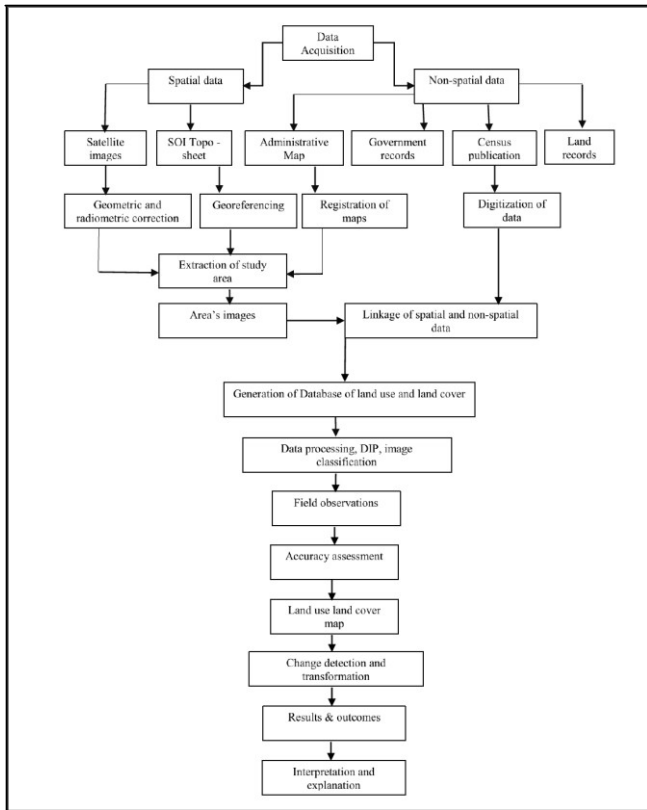 Data
Acquisition
Spatial data
Non-spatial data
Satellite
images
SOI Topo -
sheet
Administrative
Map
Government
records
Census
publication
Land
records
Geometric and
radiometric correction
Georeferencing
Registration of
maps
Digitization of
data
Extraction of study
area
Area's images
Linkage of spatial and non-spatial
data
Generation of Database of land use and land cover
Data processing, DIP, image
classification
Field observations
Accuracy assessment
Land use land cover
map
Change detection and
transformation
Results & outcomes
Interpretation and
explanation